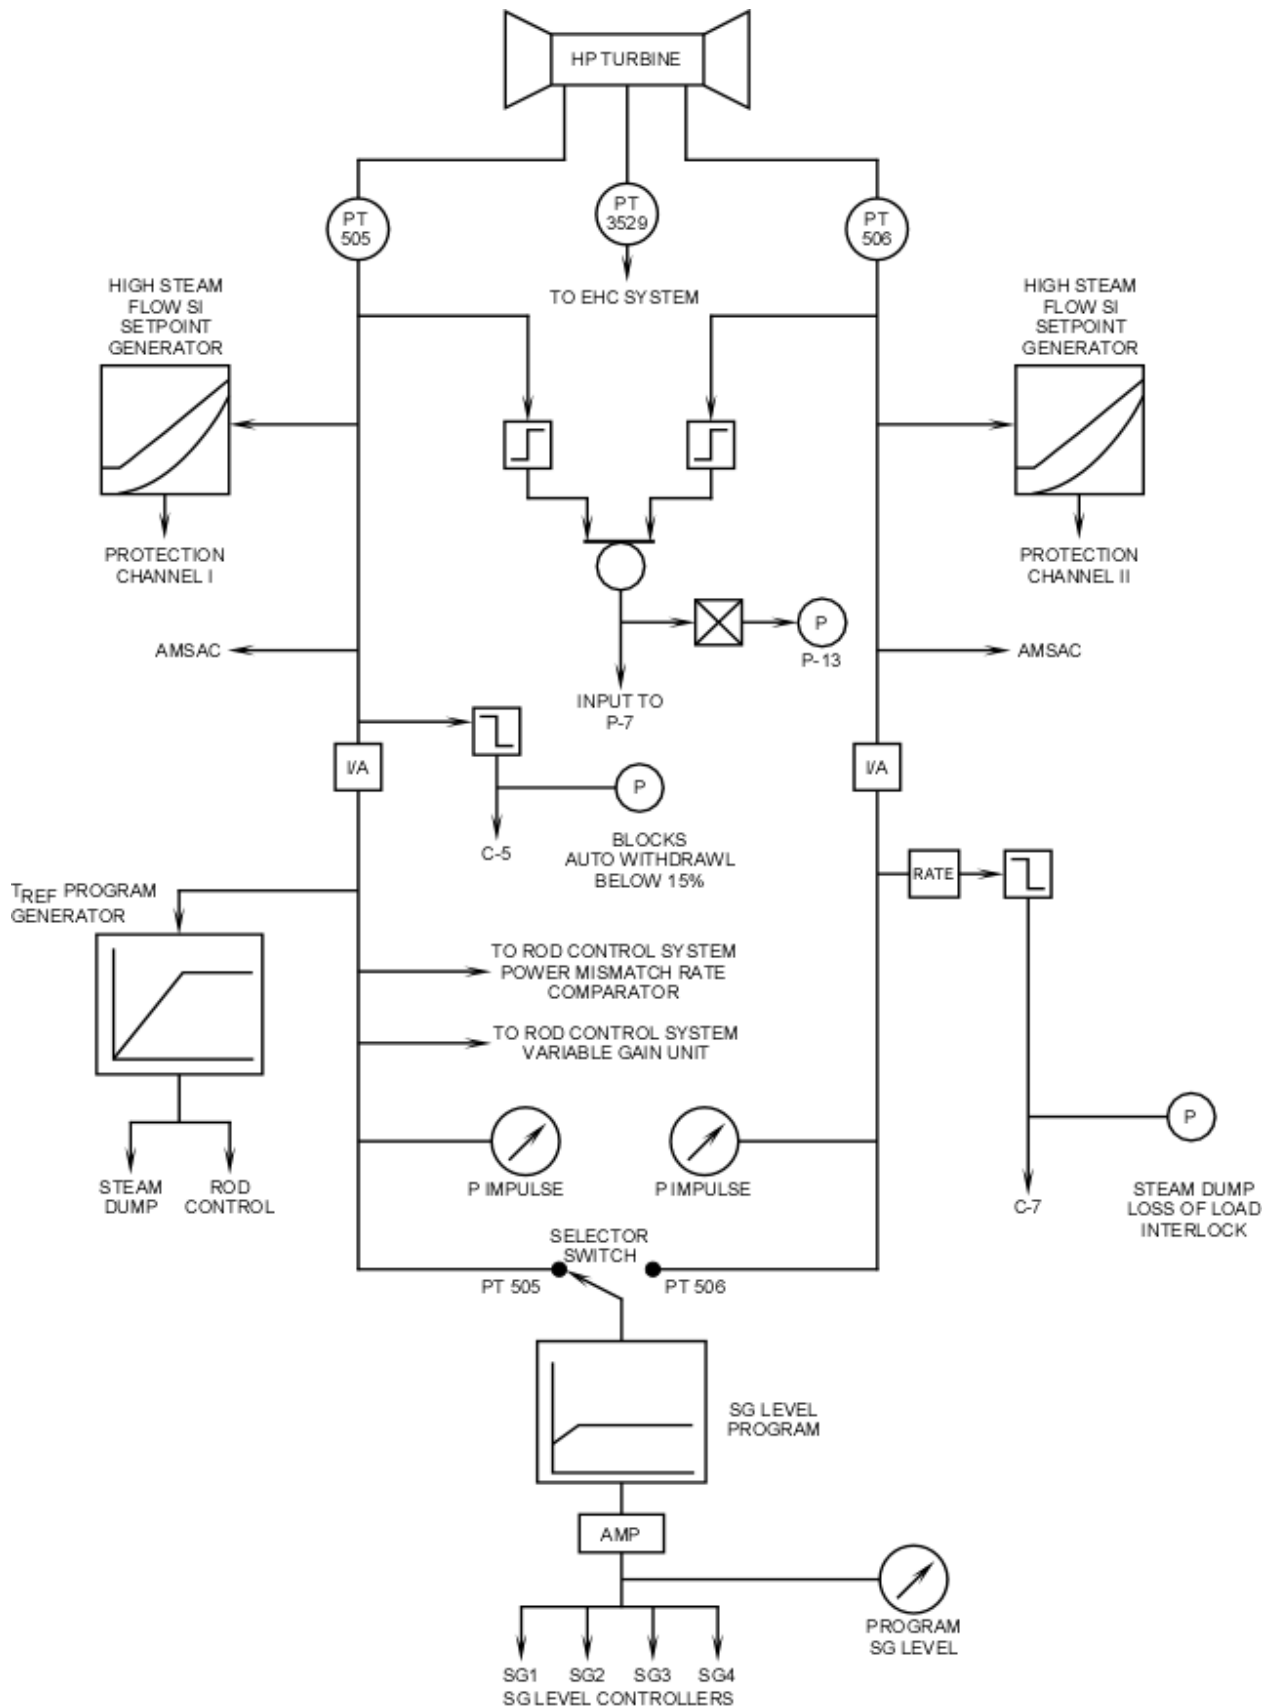 HP TURBINE
PT
505
PT
3529
PT
506
TO EHC SYSTEM
HIGH STEAM
FLOW SI
SETPOINT
GENERATOR
HIGH STEAM
FLOW SI
SETPOINT
GENERATOR
PROTECTION
CHANNEL I
PROTECTION
CHANNEL II
P
P-13
AMSAC
AMSAC
INPUT TO
P-7
I/A
I/A
P
C-5
BLOCKS
AUTO WITHDRAWL
BELOW 15%
RATE
TREF PROGRAM
GENERATOR
TO ROD CONTROL SYSTEM
POWER MISMATCH RATE
COMPARATOR
TO ROD CONTROL SYSTEM
VARIABLE GAIN UNIT
P
STEAM
DUMP
ROD
CONTROL
P IMPULSE
P IMPULSE
C-7
STEAM DUMP
LOSS OF LOAD
INTERLOCK
SELECTOR
SWITCH
PT 505
PT 506
SG LEVEL
PROGRAM
AMP
PROGRAM
SG LEVEL
SG1 SG2 SG3 SG4
SG LEVEL CONTROLLERS